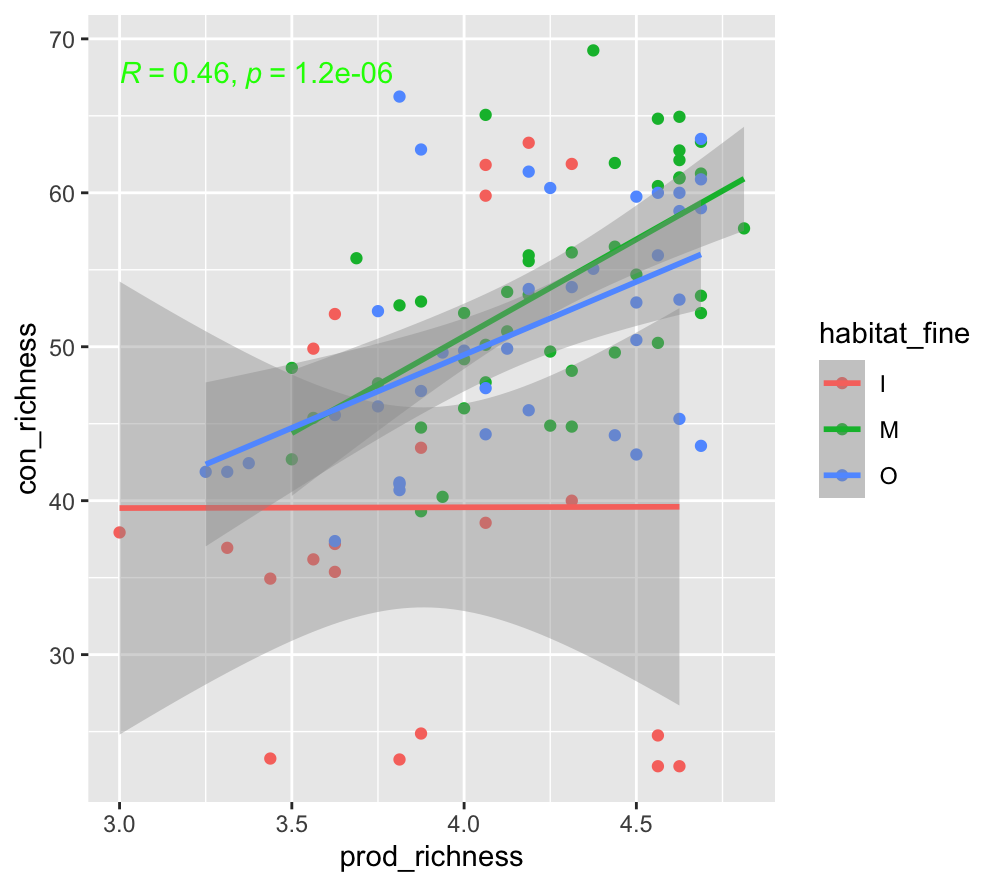 70
60
50
40
30
con_richness
R = 0.46, p = 1.2e-06
3.0 3.5 4.0 4.5
prod_richness
habitat_fine
I
M
O